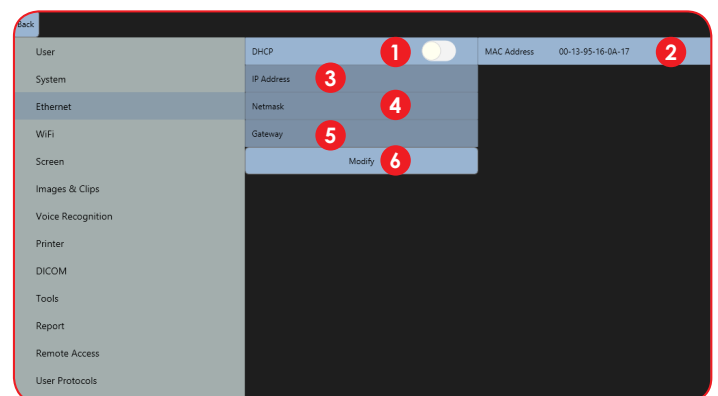 Back
User
System
Ethernet
WiFi
Screen
Images & Clips
Voice Recognition
Printer
DICOM
Tools
Report
Remote Access
User Protocols
DHCP 1
MAC Address 00-13-95-16-0A-17 2
IP Address 3
Netmask 4
Gateway 5
Modify 6